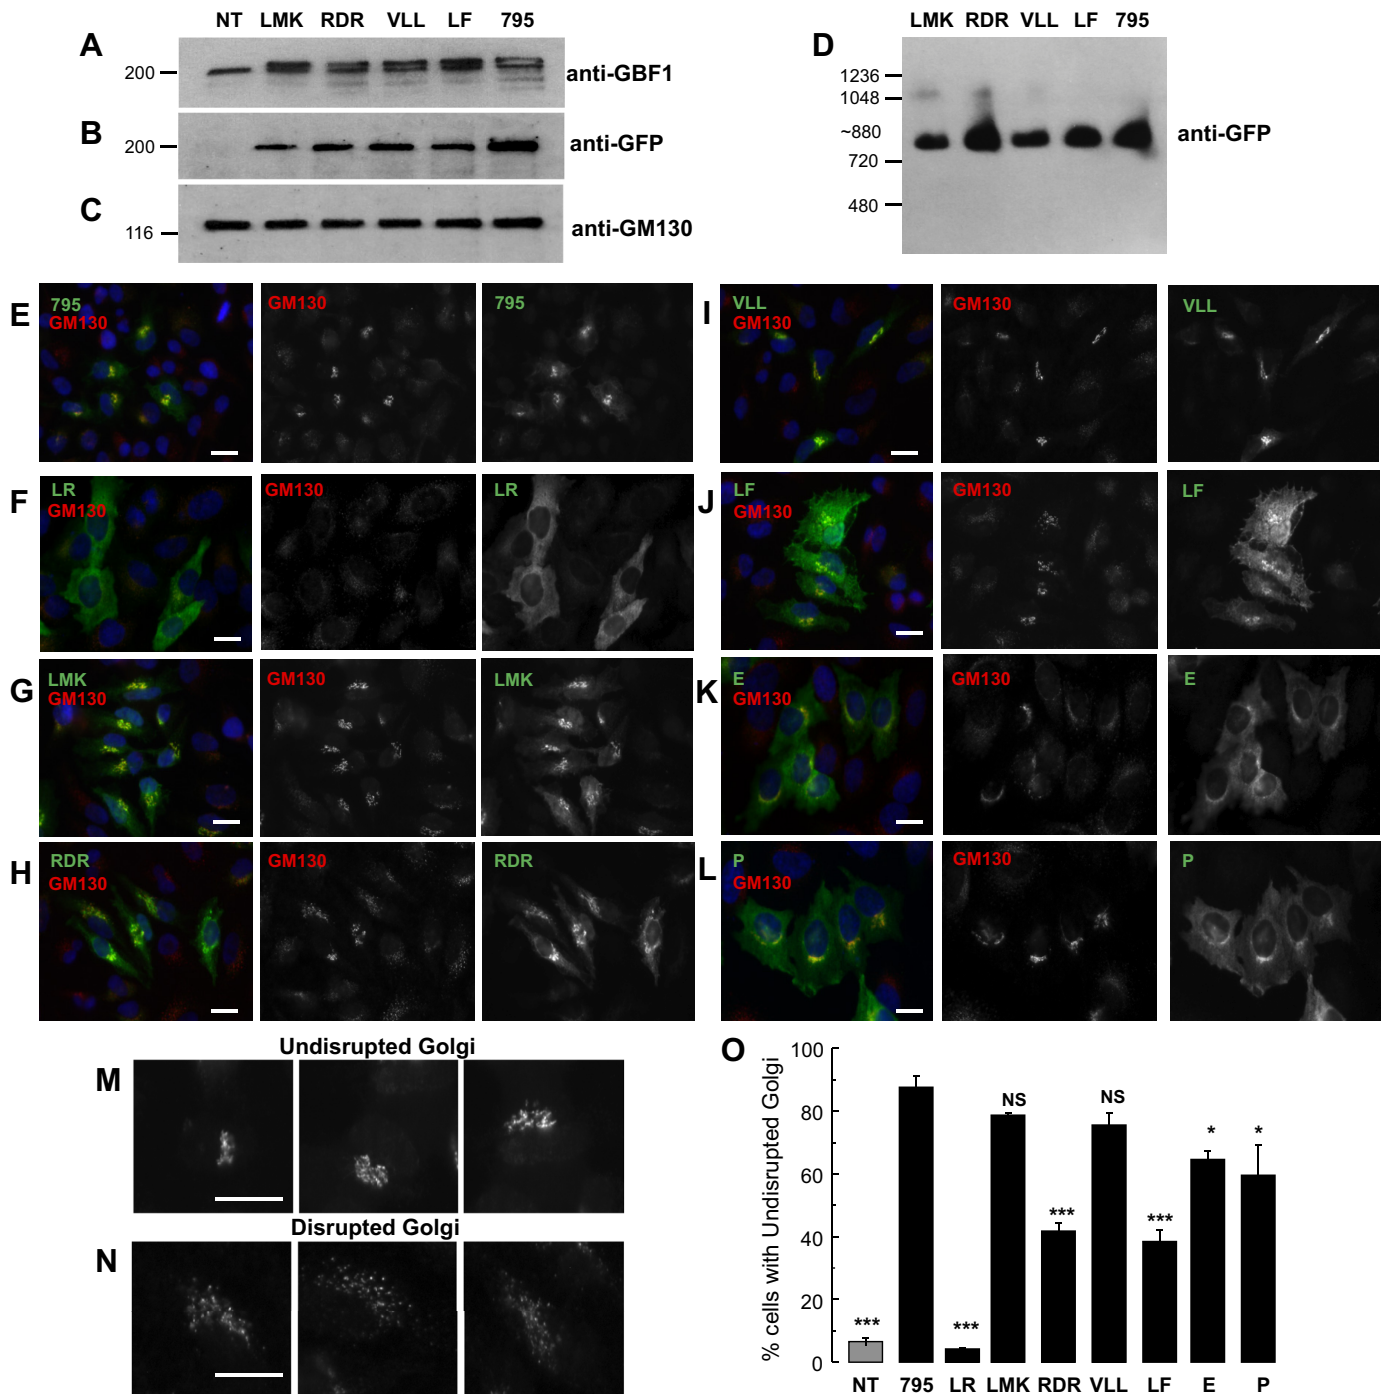 NT LMK RDR VLL LF 795
A
200
anti-GBF1
B
200
anti-GFP
C
116
anti-GM130
LMK RDR VLL LF 795
D
1236
1048
~880
720
480
anti-GFP
E
795
GM130
GM130
795
F
LR
GM130
GM130
LR
G
LMK
GM130
GM130
LMK
H
RDR
GM130
GM130
RDR
I
VLL
GM130
GM130
VLL
J
LF
GM130
GM130
LF
K
E
GM130
GM130
E
L
P
GM130
GM130
P
Undisrupted Golgi
M
Disrupted Golgi
N
O
% cells with Undisrupted Golgi
100
80
60
40
20
0
***
***
NS
***
NS
***
*
*
NT 795 LR LMK RDR VLL LF E P